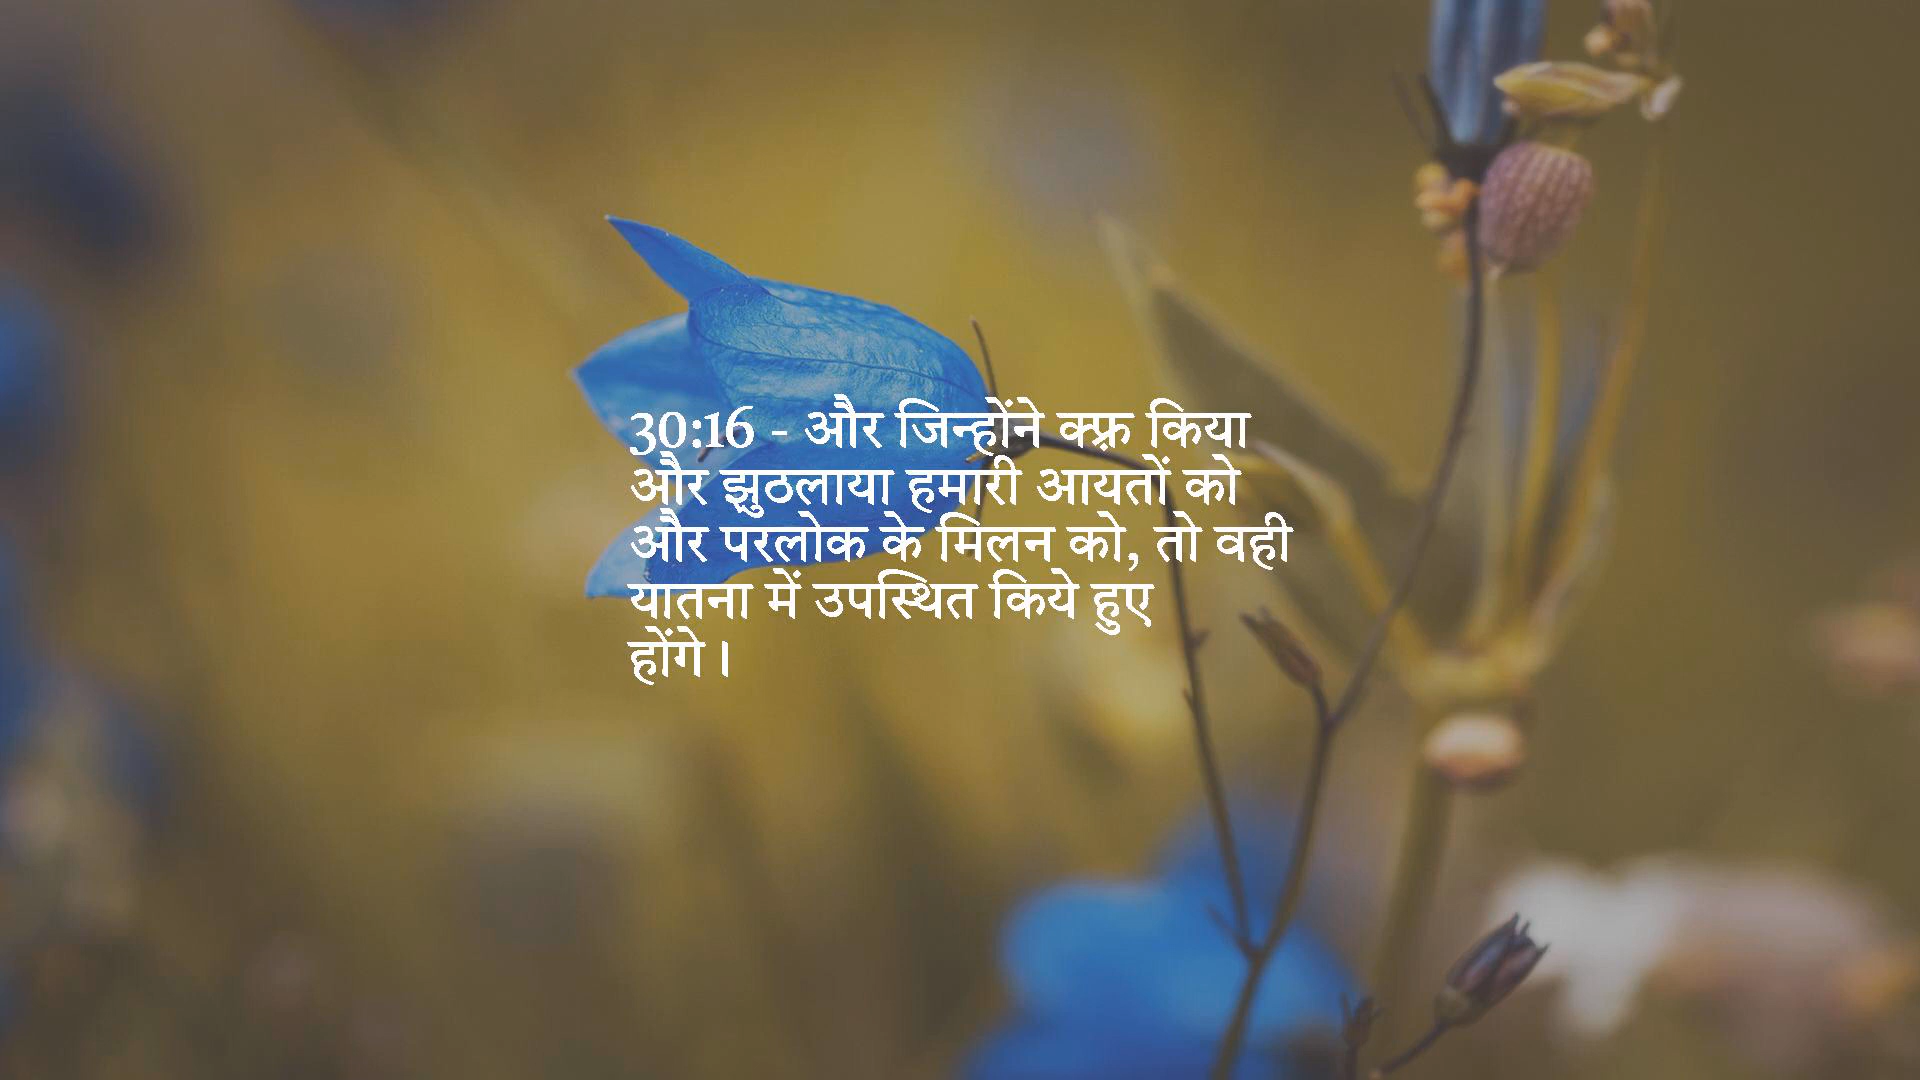 30:16 - और जिन्होंने क्फ़्र किया
और झुठलाया हमारी आयतों को
और परलोक के मिलन को, तो वही
यातना में उपस्थित किये हुए
होंगे।